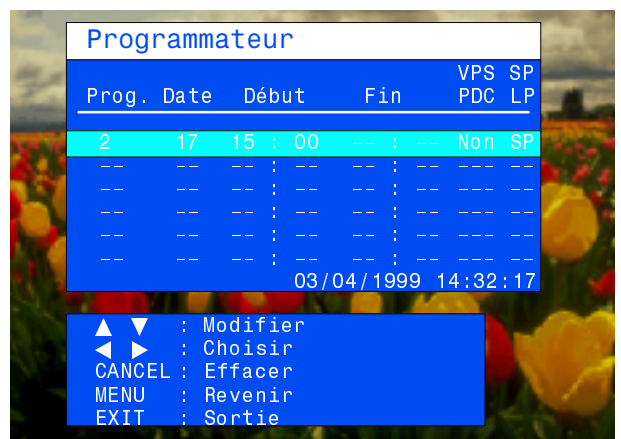 Programmateur
VPS SP
Prog. Date Début Fin PDC LP
2 17 15 : 00 -- : -- Non SP
-- -- -- : -- -- : -- --- --
-- -- -- : -- -- : -- --- --
-- -- -- : -- -- : -- --- --
-- -- -- : -- -- : -- --- --
-- -- -- : -- -- : -- --- --
03/04/1999 14:32:17
▲ ▼ : Modifier
◀ ▶ : Choisir
CANCEL : Effacer
MENU : Revenir
EXIT : Sortie